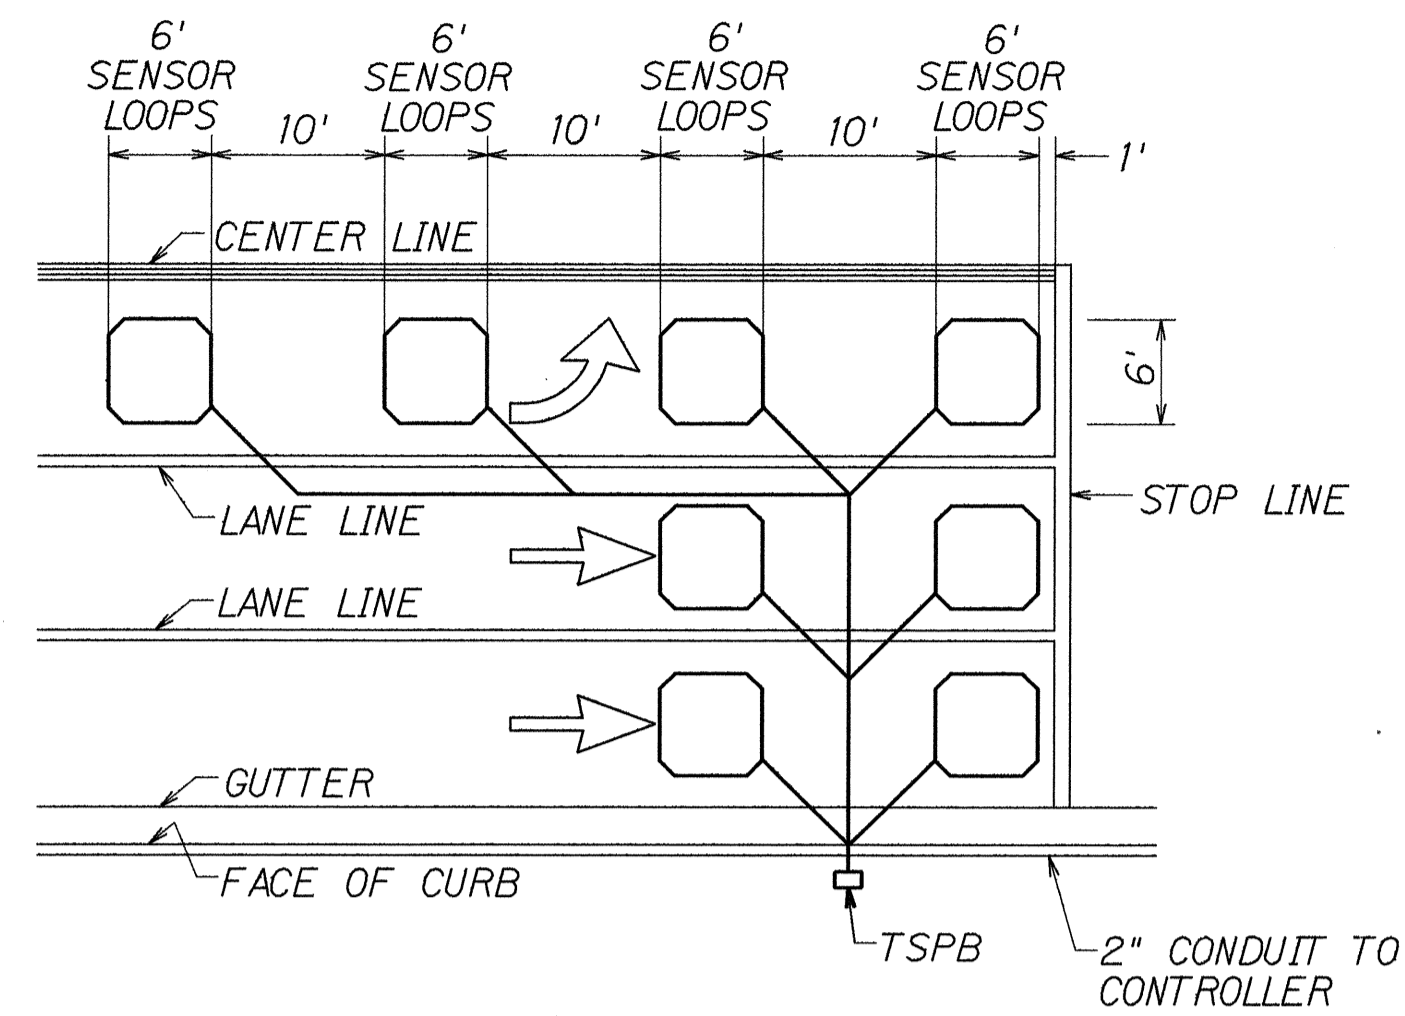 6'
SENSOR
LOOPS
6'
SENSOR
LOOPS
6'
SENSOR
LOOPS
6'
SENSOR
LOOPS
10'
10'
10'
1'
CENTER LINE
6'
LANE LINE
STOP LINE
LANE LINE
GUTTER
FACE OF CURB
TSPB
2" CONDUIT TO
CONTROLLER